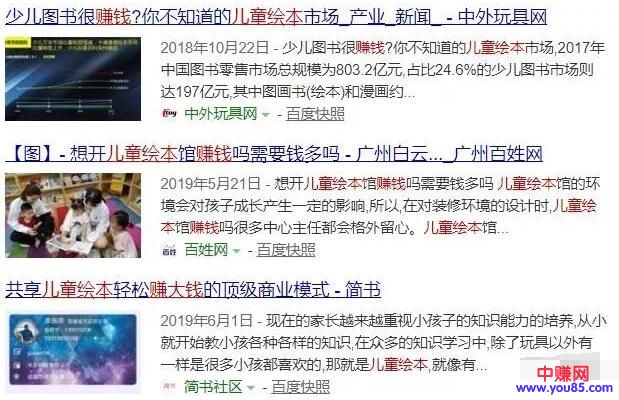 少儿图书很赚钱?你不知道的儿童绘本市场_产业_新闻_ - 中外玩具网
2018年10月22日 - 少儿图书很赚钱?你不知道的儿童绘本市场,2017年
中国图书零售市场总规模为803.2亿元,占比24.6%的少儿图书市场则
达197亿元,其中图画书(绘本)和漫画约...
中外玩具网 - 百度快照
【图】- 想开儿童绘本馆赚钱吗需要钱多吗 - 广州白云..._广州百姓网
2019年5月21日 - 想开儿童绘本馆赚钱吗需要钱多吗 儿童绘本馆的环
境会对孩子成长产生一定的影响,所以,在对装修环境的设计时,儿童绘
本馆赚钱吗很多中心主任都会格外留心。儿童绘本馆...
百姓 百姓网 - 百度快照
共享儿童绘本轻松赚大钱的顶级商业模式 - 简书
2019年6月1日 - 现在的家长越来越重视小孩子的知识能力的培养,从小
就开始教小孩各种各样的知识,在众多的知识学习中,除了玩具以外有
一样是很多小孩都喜欢的,那就是儿童绘本,就像有...
简书 简书社区 - 百度快照
中赚网
www.you85.com